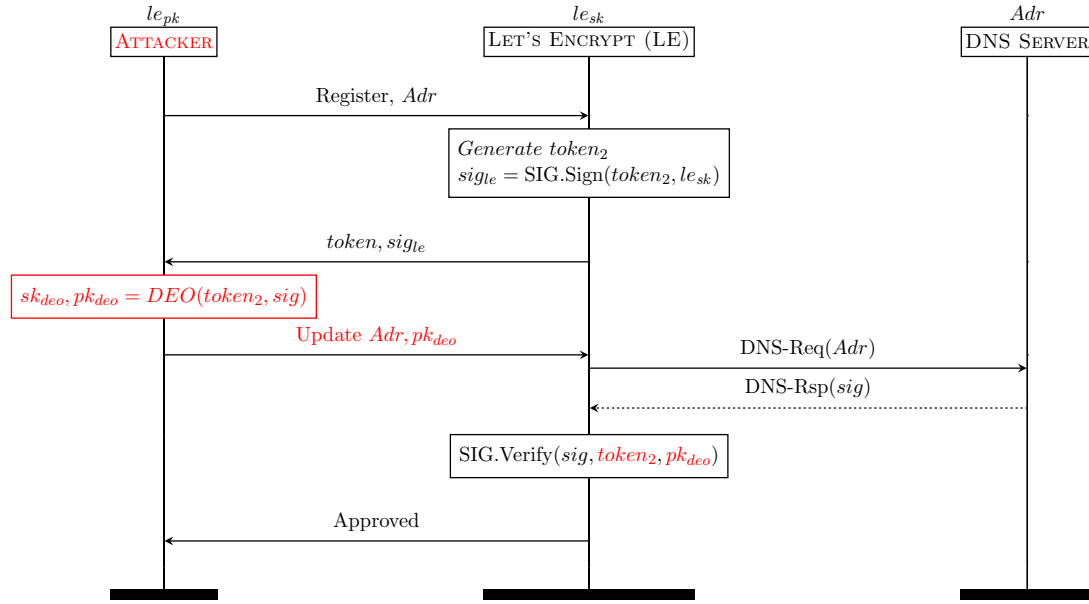 le_pk
le_sk
Adr
ATTACKER
LET'S ENCRYPT (LE)
DNS SERVER
Register, Adr
Generate token_2
sig_le = SIG.Sign(token_2, le_sk)
token, sig_le
sk_deo, pk_deo = DEO(token_2, sig)
Update Adr, pk_deo
DNS-Req(Adr)
DNS-Rsp(sig)
SIG.Verify(sig, token_2, pk_deo)
Approved